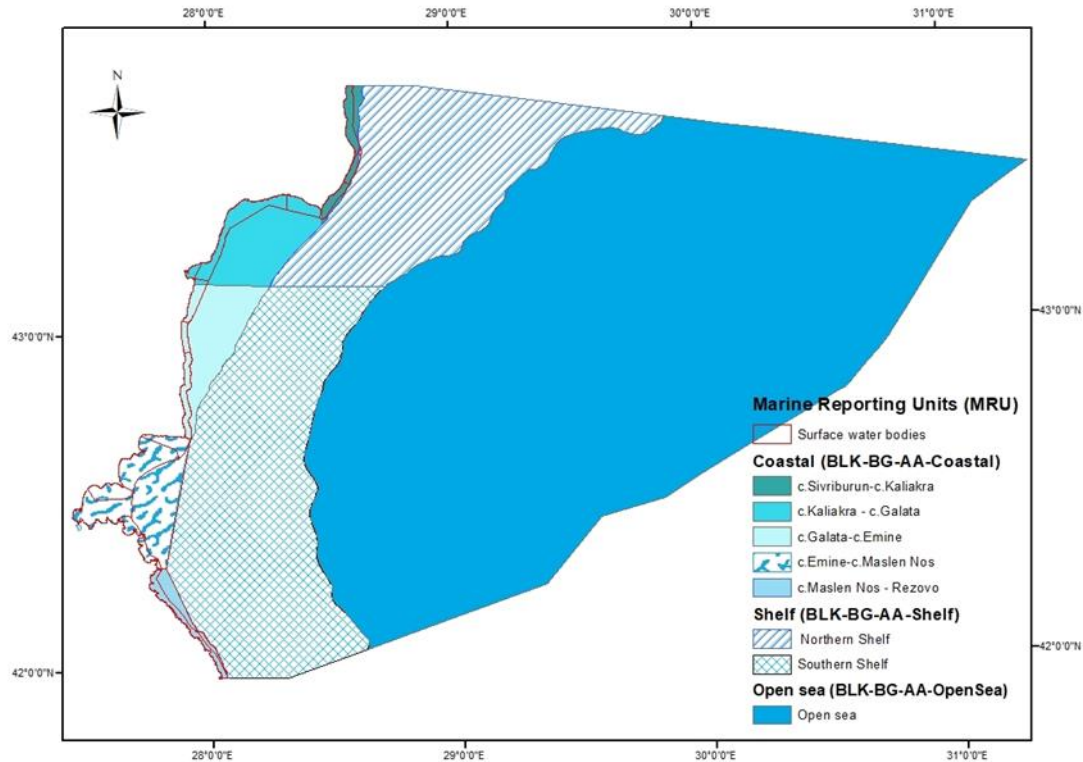 28°0'0"E 29°0'0"E 30°0'0"E 31°0'0"E
N
43°0'0"N 43°0'0"N
Marine Reporting Units (MRU)
Surface water bodies
Coastal (BLK-BG-AA-Coastal)
c.Sivriburun-c.Kaliakra
c.Kaliakra - c.Galata
c.Galata-c.Emine
c.Emine-c.Maslen Nos
c.Maslen Nos - Rezovo
Shelf (BLK-BG-AA-Shelf)
Northern Shelf
Southern Shelf
Open sea (BLK-BG-AA-OpenSea)
Open sea
42°0'0"N 42°0'0"N
28°0'0"E 29°0'0"E 30°0'0"E 31°0'0"E